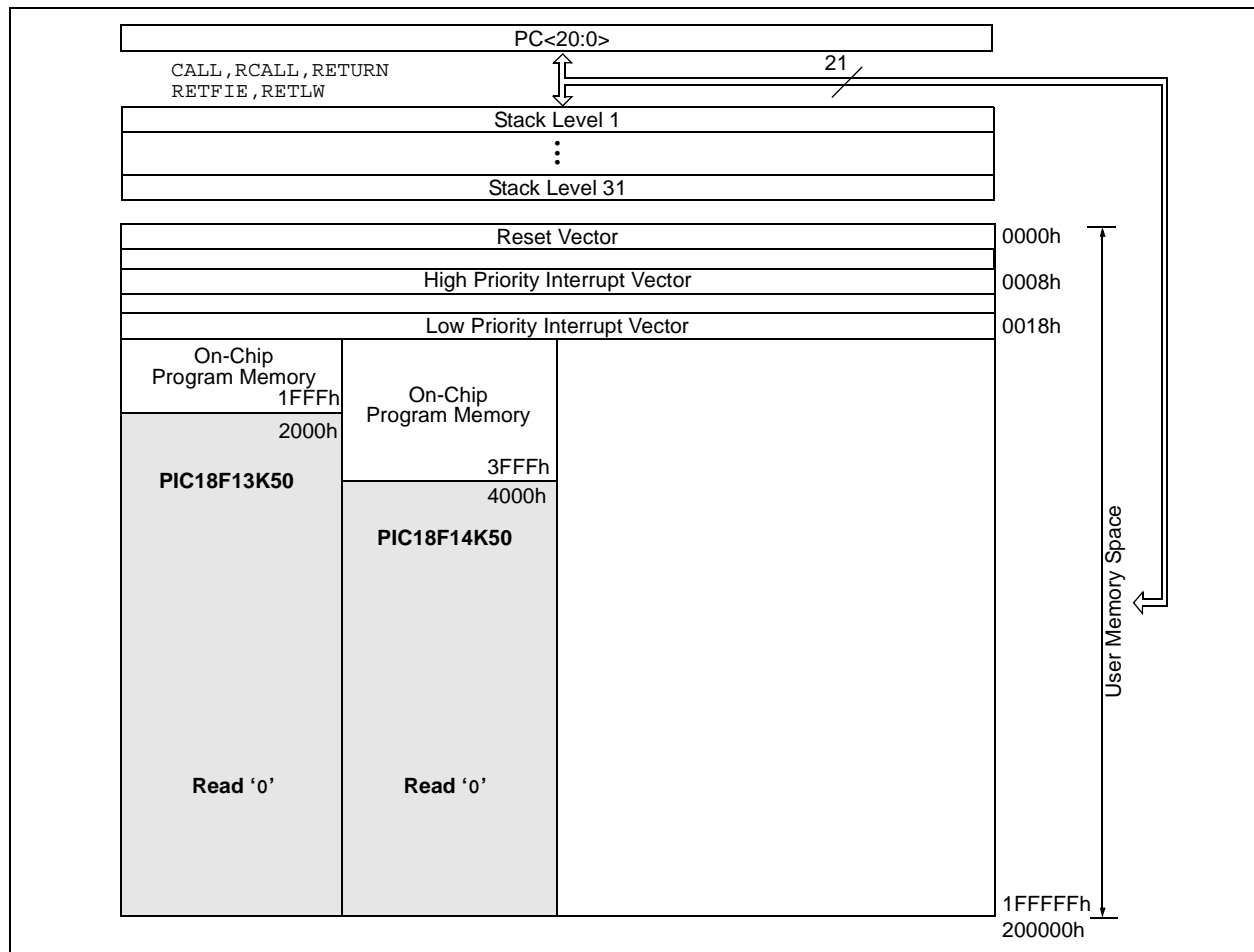 PC<20:0>
CALL,RCALL,RETURN
RETFIE,RETLW
21
Stack Level 1
Stack Level 31
Reset Vector
0000h
High Priority Interrupt Vector
0008h
Low Priority Interrupt Vector
0018h
On-Chip
Program Memory
1FFFh
2000h
PIC18F13K50
Read ‘0’
On-Chip
Program Memory
3FFFh
4000h
PIC18F14K50
Read ‘0’
User Memory Space
1FFFFFh
200000h